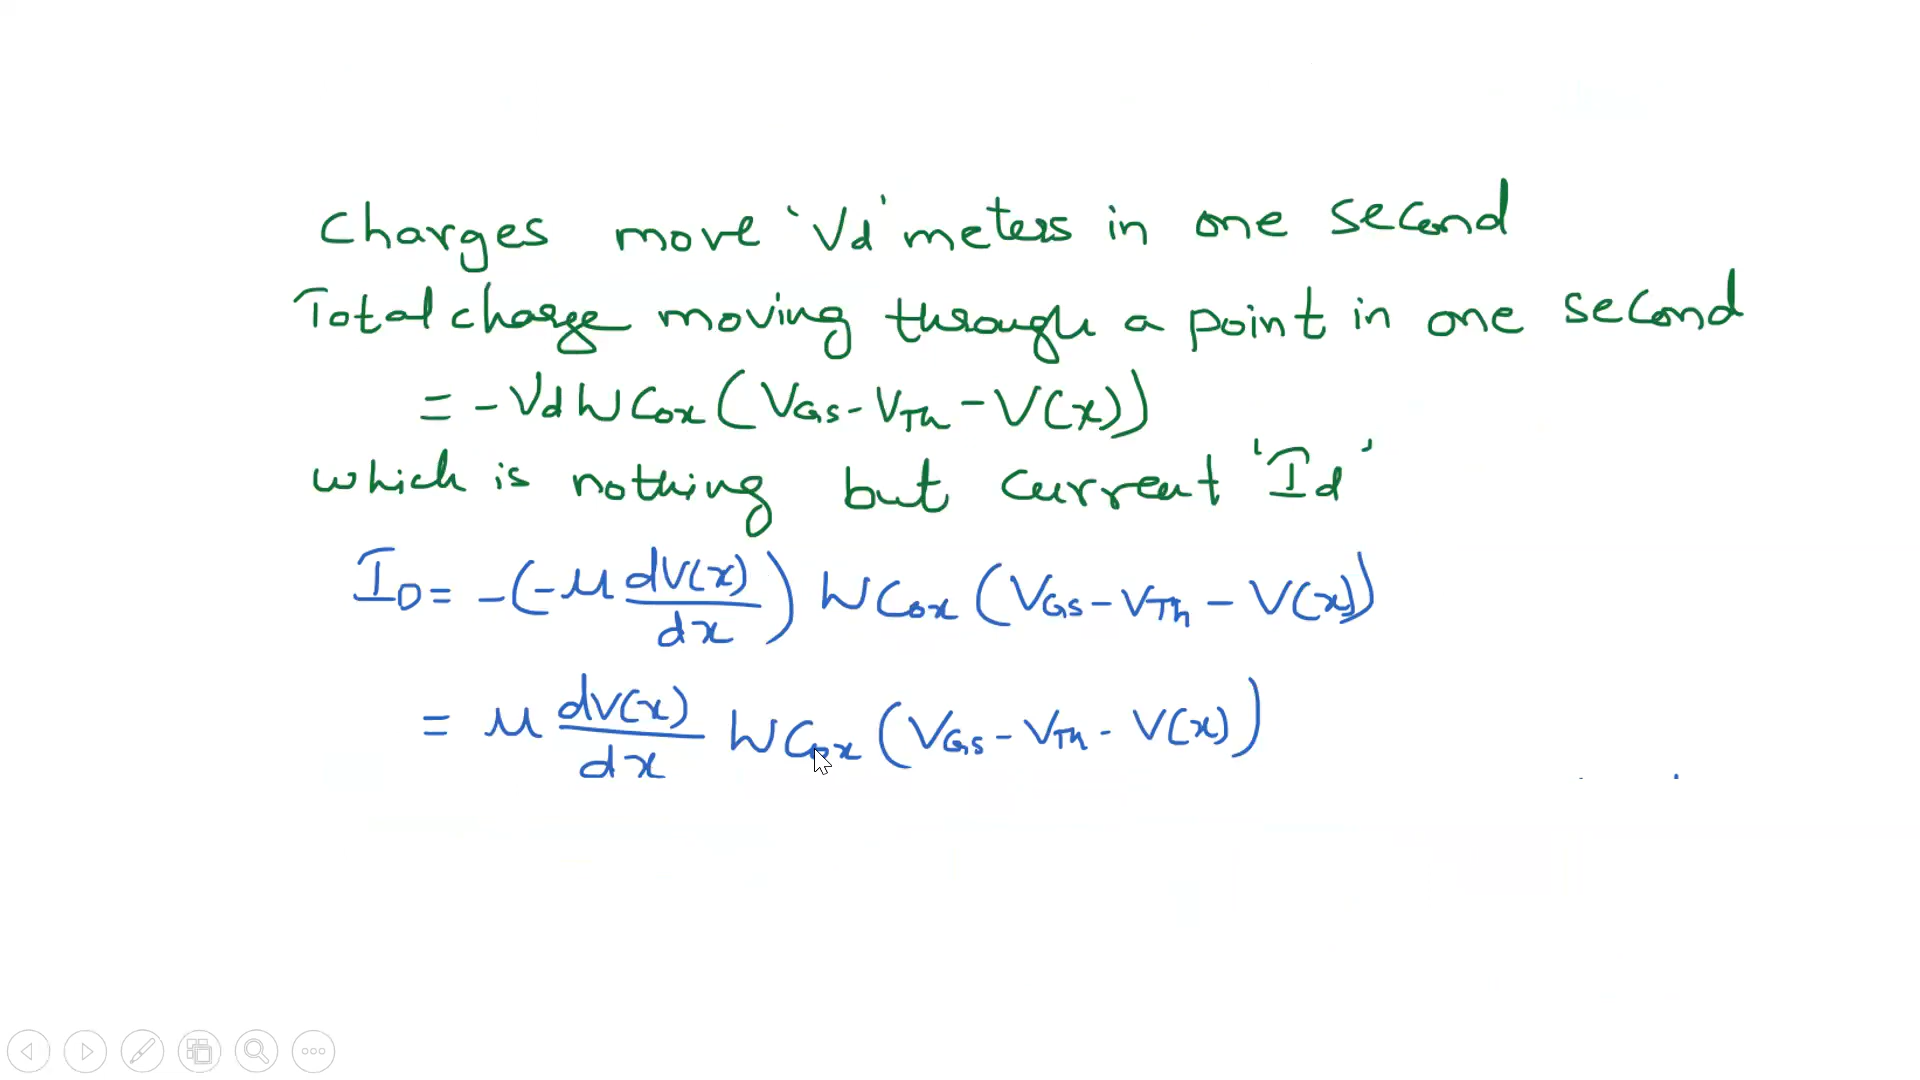 Charges move 'Vd' meters in one second
Total charge moving through a point in one second
= - Vd W Cox (VGS - VTh - V(x))
which is nothing but current 'Id'
ID = - (-μ dV(x)/dx) W Cox (VGS - VTh - V(x))
= μ dV(x)/dx W Cox (VGS - VTh - V(x))